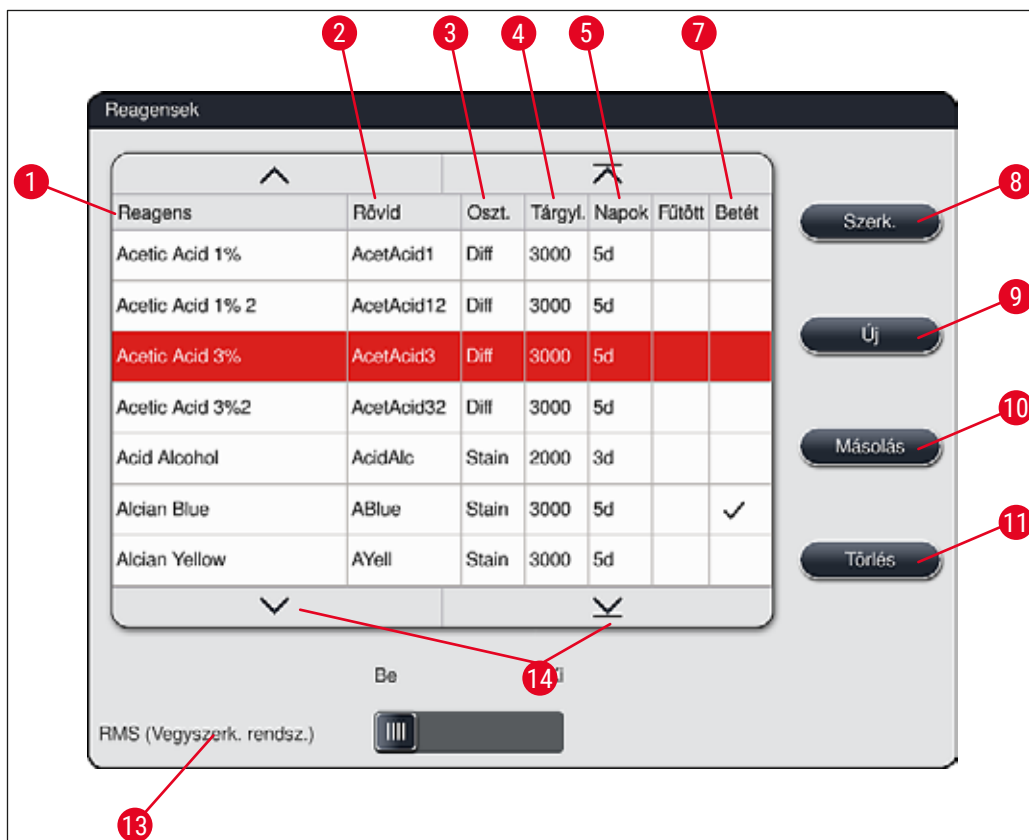 2 3 4 5 7
Reagensek
1 8
Reagens Rövid Oszt. Tárgyl. Napok Fűtött Betét
Szerk.
Acetic Acid 1% AcetAcid1 Diff 3000 5d
9
Acetic Acid 1% 2 AcetAcid12 Diff 3000 5d
Új
Acetic Acid 3% AcetAcid3 Diff 3000 5d
10
Acetic Acid 3%2 AcetAcid32 Diff 3000 5d
Másolás
Acid Alcohol AcidAlc Stain 2000 3d
Alcian Blue ABlue Stain 3000 5d
11
Alcian Yellow AYell Stain 3000 5d
Törlés
Be
14
RMS (Vegyszerk. rendsz.)
13